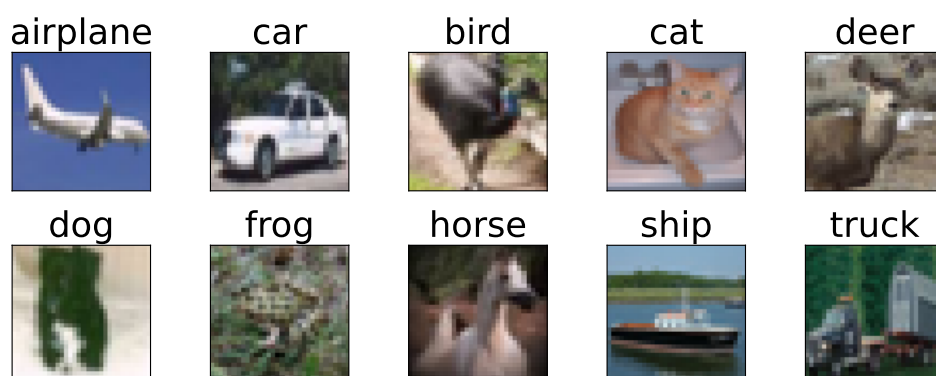 airplane car bird cat deer
dog frog horse ship truck